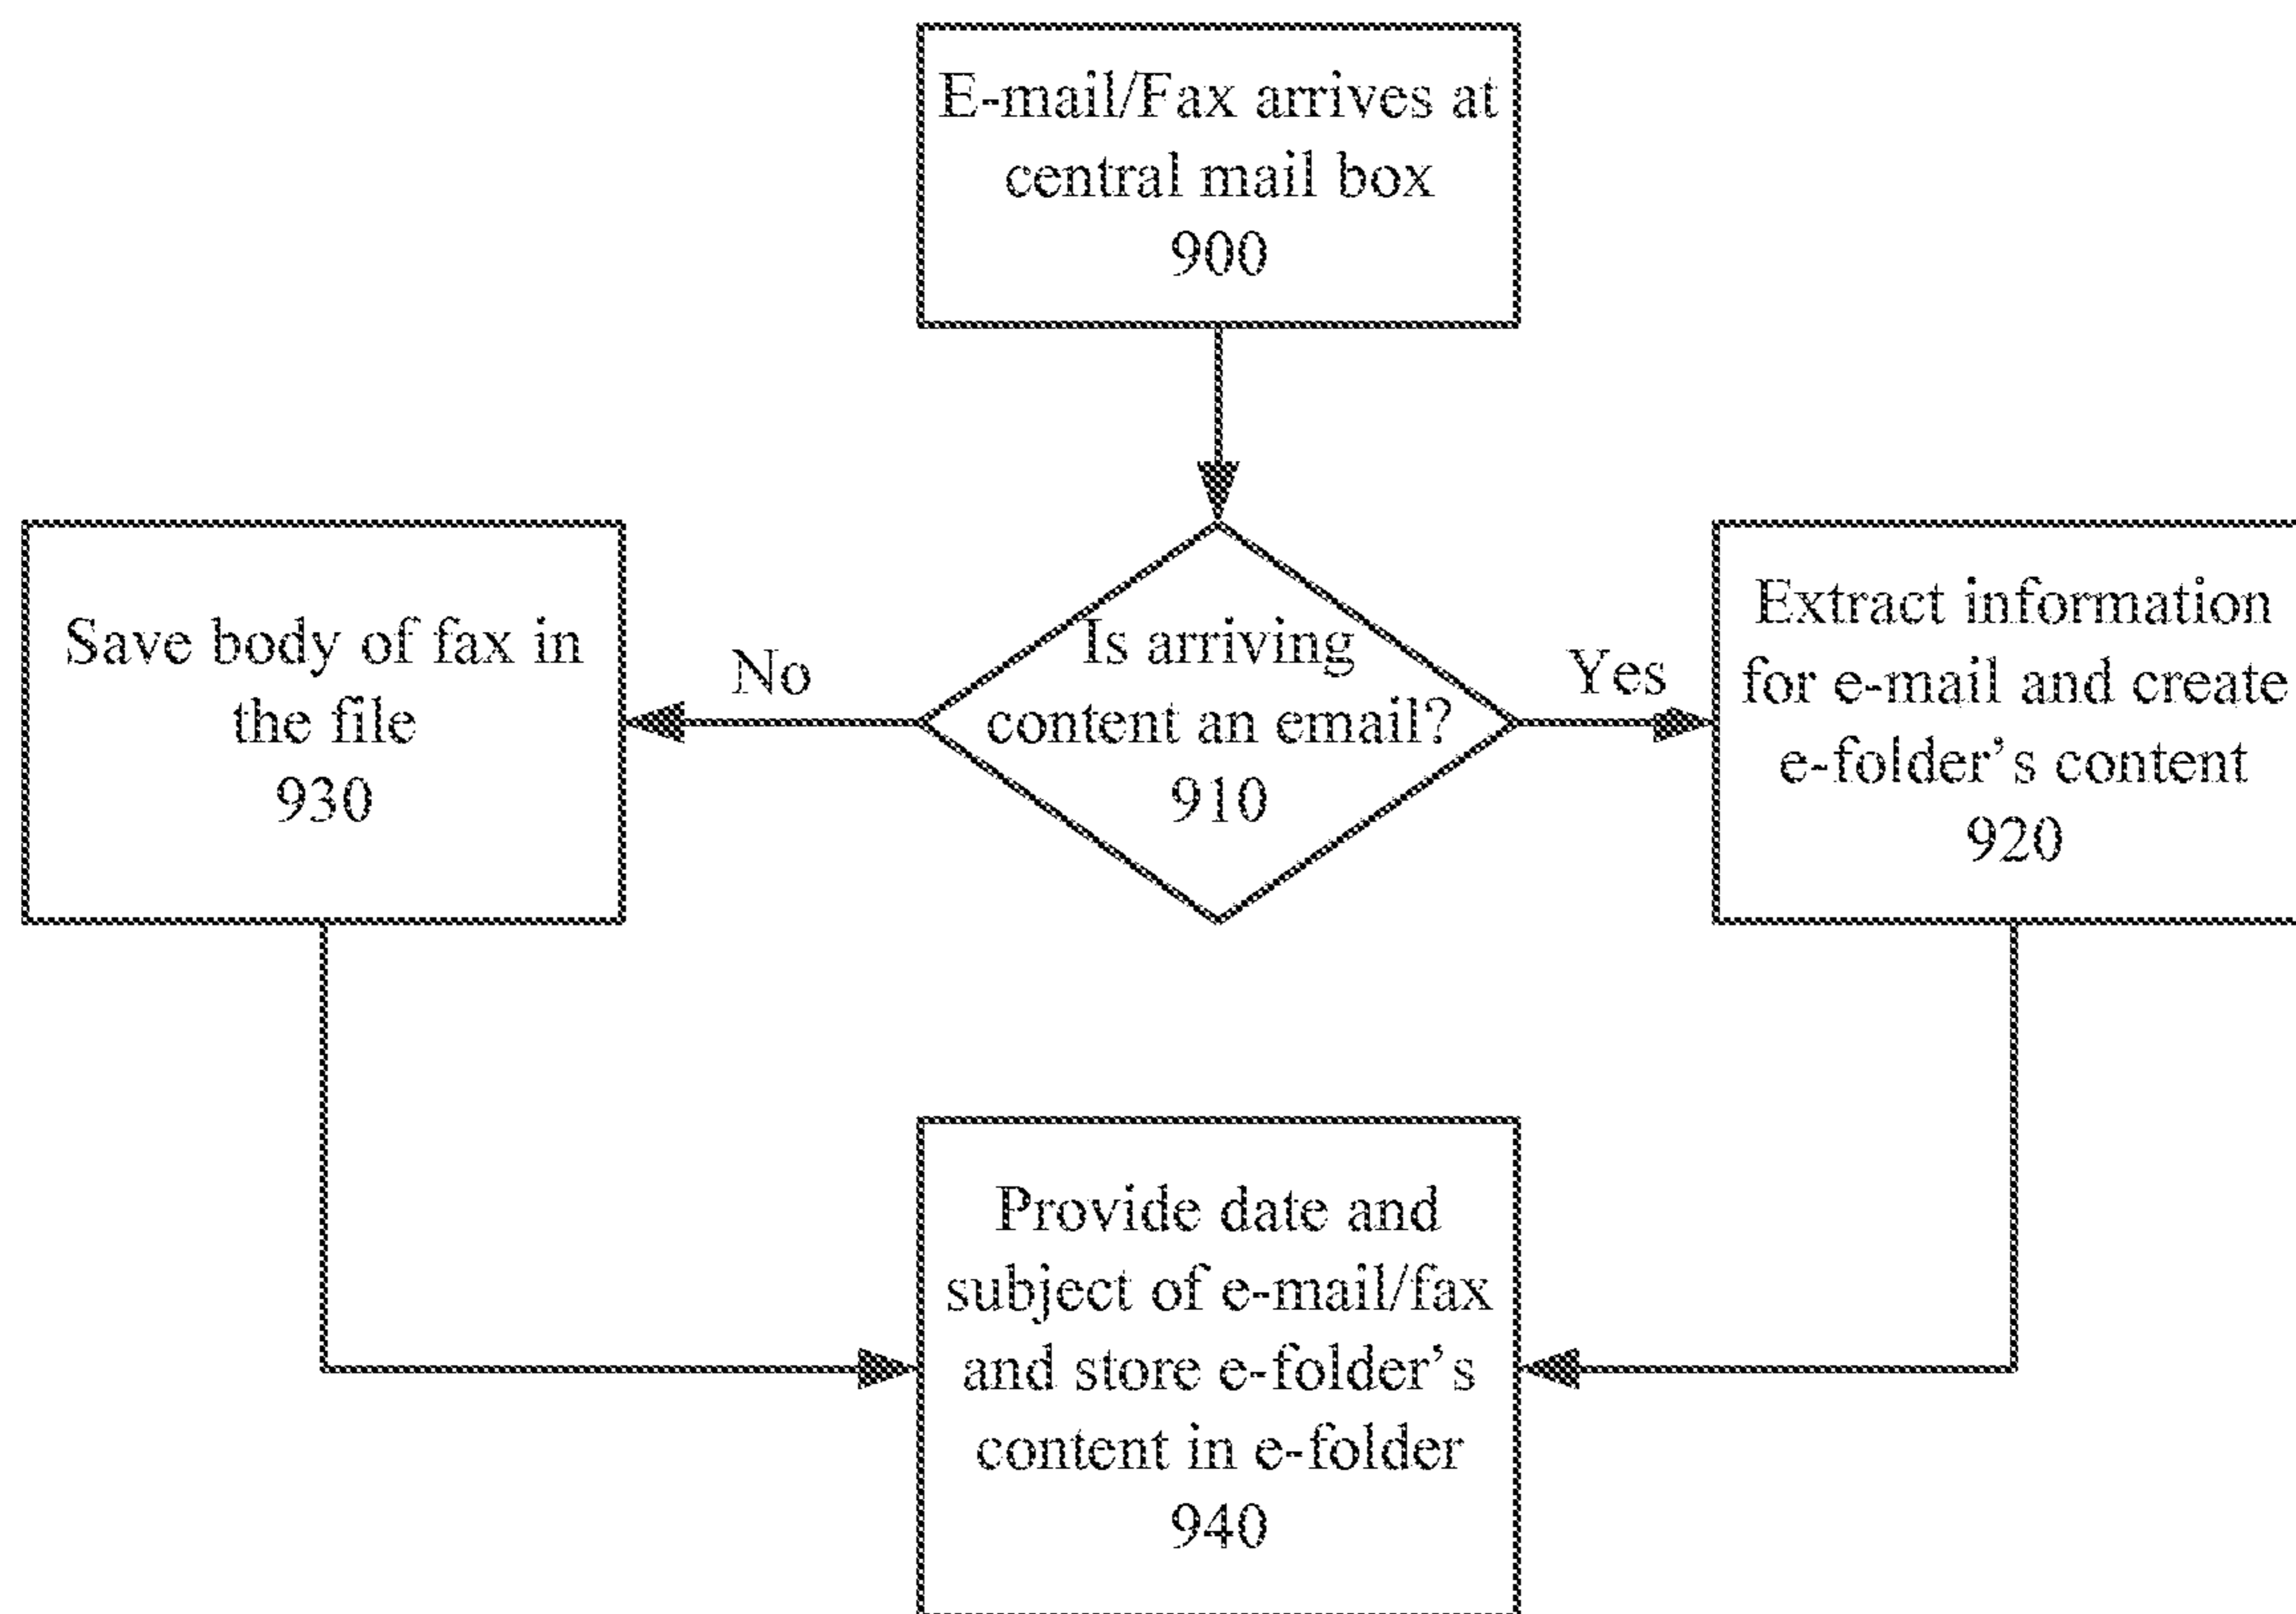 E-mail/Fax arrives at
central mail box
900
Is arriving
content an email?
910
No
Yes
Save body of fax in
the file
930
Extract information
for e-mail and create
e-folder's content
920
Provide date and
subject of e-mail/fax
and store e-folder's
content in e-folder
940